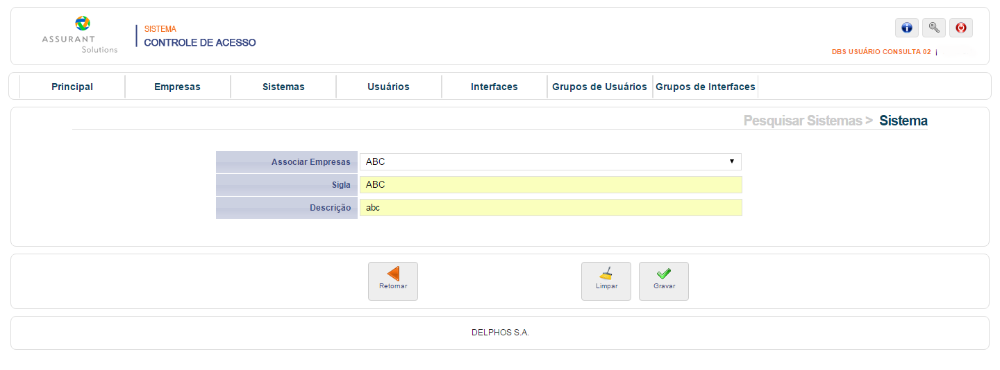 ASSURANT
Solutions
SISTEMA
CONTROLE DE ACESSO
DBS USUÁRIO CONSULTA 02 |
Principal Empresas Sistemas Usuários Interfaces Grupos de Usuários Grupos de Interfaces
Pesquisar Sistemas > Sistema
Associar Empresas ABC
Sigla ABC
Descrição abc
Retornar Limpar Gravar
DELPHOS S.A.